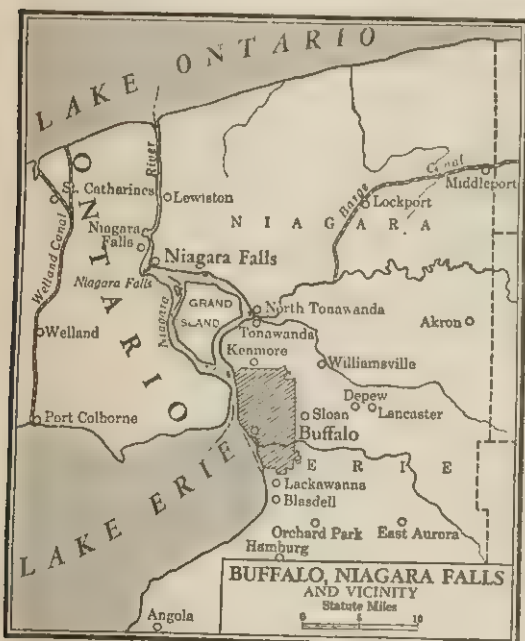 LAKE ONTARIO
ONTARIO
River
St. Catharines
Lewiston
Canal
Barge
Middleport
Lockport
NIAGARA
Niagara
Falls
Niagara Falls
Welland Canal
Niagara Falls
GRAND
ISLAND
Niagara
North Tonawanda
Tonawanda
Akron
Welland
Kenmore
Williamsville
Depew
Lancaster
Port Colborne
Sloan
Buffalo
ERIE
LAKE ERIE
Lackawanna
Blasdell
Orchard Park
East Aurora
Hamburg
BUFFALO, NIAGARA FALLS
AND VICINITY
Statute Miles
0 5 10
Angola